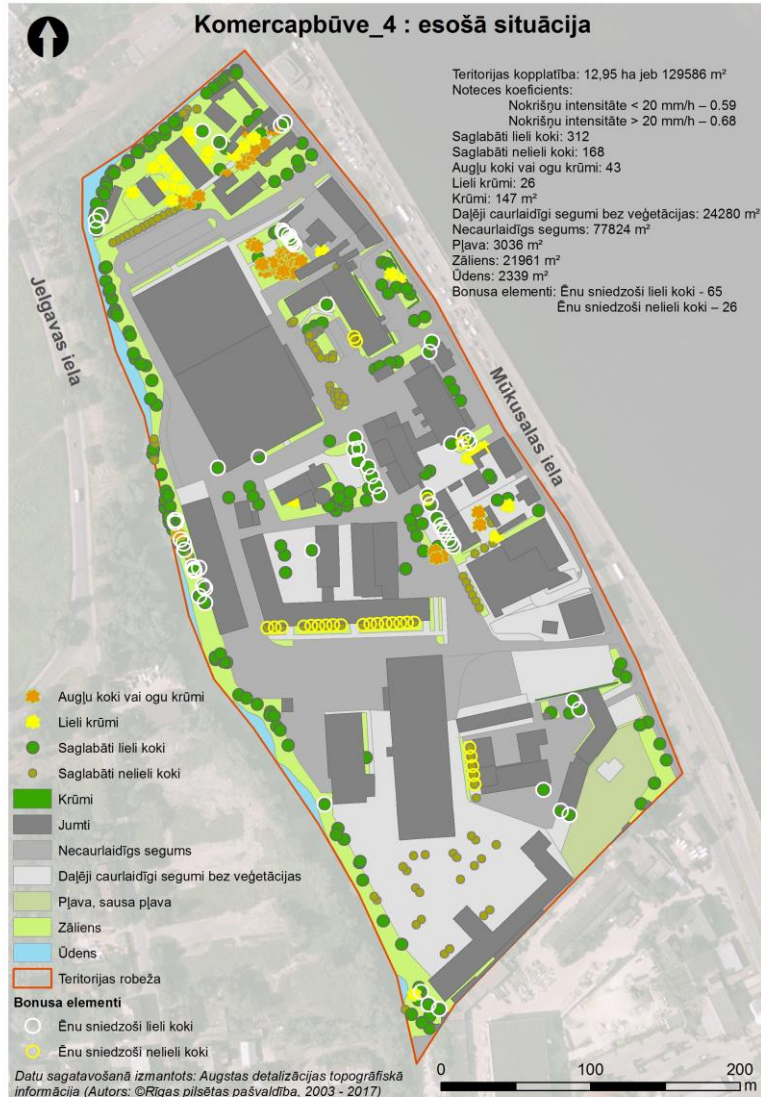 Komercapbūve_4 : esošā situācija
Teritorijas kopplatība: 12,95 ha jeb 129586 m²
Noteces koeficients:
Nokrišņu intensitāte < 20 mm/h – 0.59
Nokrišņu intensitāte > 20 mm/h – 0.68
Saglabāti lieli koki: 312
Saglabāti nelieli koki: 168
Augļu koki vai ogu krūmi: 43
Lieli krūmi: 26
Krūmi: 147 m²
Daļēji caurlaidīgi segumi bez veģetācijas: 24280 m²
Necaurlaidīgs segums: 77824 m²
Pļava: 3036 m²
Zāliens: 21961 m²
Ūdens: 2339 m²
Bonusa elementi: Ēnu sniedzoši lieli koki - 65
Ēnu sniedzoši nelieli koki – 26
Jelgavas iela
Mūkusalas iela
Augļu koki vai ogu krūmi
Lieli krūmi
Saglabāti lieli koki
Saglabāti nelieli koki
Krūmi
Jumti
Necaurlaidīgs segums
Daļēji caurlaidīgi segumi bez veģetācijas
Pļava, sausa pļava
Zāliens
Ūdens
Teritorijas robeža
Bonusa elementi
Ēnu sniedzoši lieli koki
Ēnu sniedzoši nelieli koki
Datu sagatavošanā izmantots: Augstas detalizācijas topogrāfiskā
informācija (Autors: ©Rīgas pilsētas pašvaldība, 2003 - 2017)
0 100 200
m